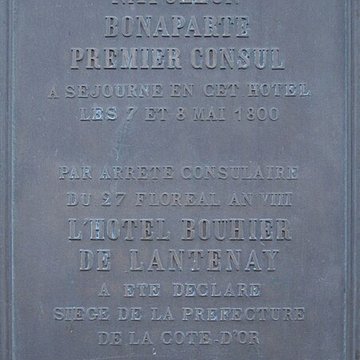 NAPOLEON
BONAPARTE
PREMIER CONSUL
A SEJOURNE EN CET HOTEL
LES 7 ET 8 MAI 1800
PAR ARRETE CONSULAIRE
DU 27 FLOREAL AN VIII
L'HOTEL BOUHIER
DE LANTENAY
A ETE DECLARE
SIEGE DE LA PREFECTURE
DE LA COTE-D'OR